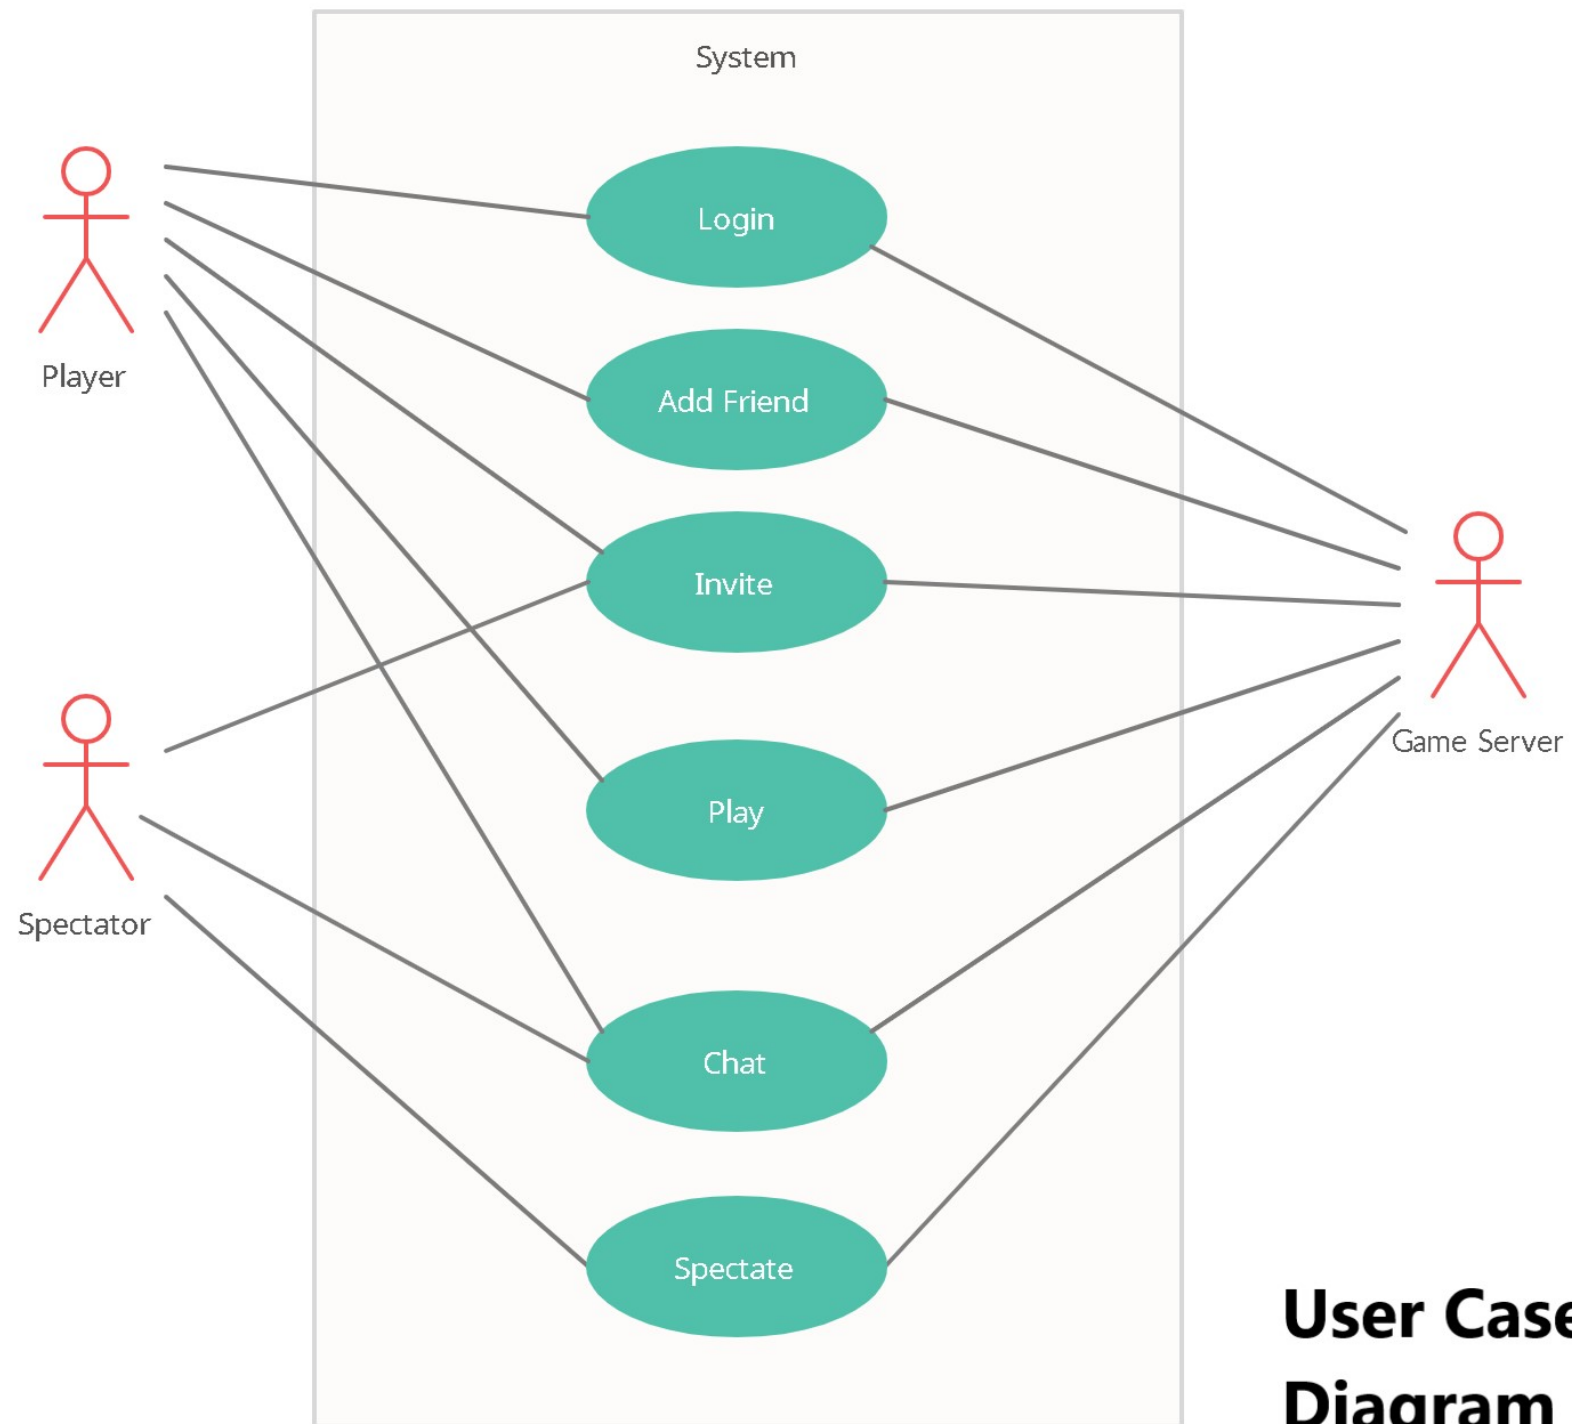 System
Login
Player
Add Friend
Invite
Game Server
Play
Spectator
Chat
Spectate
User Case
Diagram